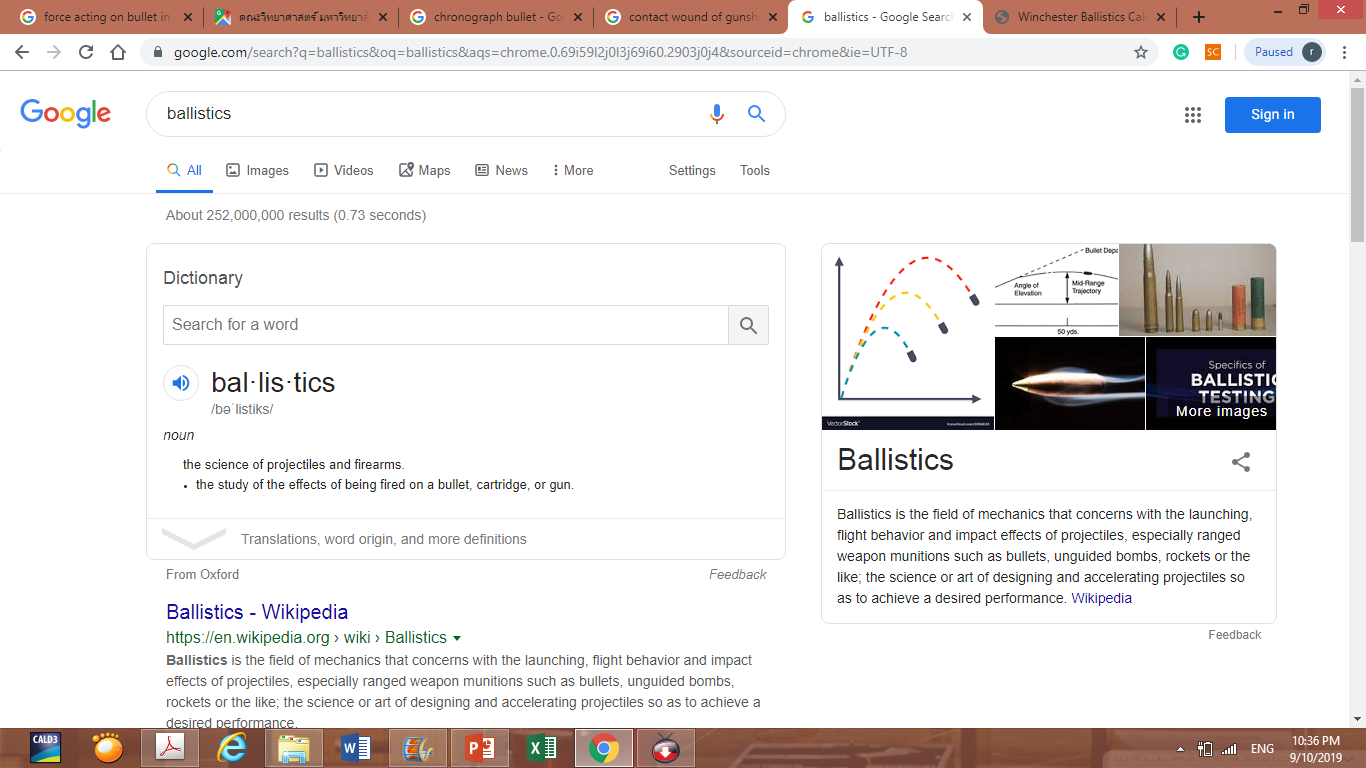 force acting on bullet in
คณะวิทยาศาสตร์ มหาวิทยาลั
chronograph bullet - Go
contact wound of gunsh
ballistics - Google Search
Winchester Ballistics Cal
google.com/search?q=ballistics&oq=ballistics&aqs=chrome.0.69i59l2j0l3j69i60.2903j0j4&sourceid=chrome&ie=UTF-8
SC
Paused
r
Google
ballistics
Sign in
All
Images
Videos
Maps
News
More
Settings
Tools
About 252,000,000 results (0.73 seconds)
Dictionary
Search for a word
bal·lis·tics
/bəˈlistiks/
noun
the science of projectiles and firearms.
• the study of the effects of being fired on a bullet, cartridge, or gun.
Translations, word origin, and more definitions
From Oxford
Feedback
Ballistics - Wikipedia
https://en.wikipedia.org › wiki › Ballistics
Ballistics is the field of mechanics that concerns with the launching, flight behavior and impact
effects of projectiles, especially ranged weapon munitions such as bullets, unguided bombs,
rockets or the like; the science or art of designing and accelerating projectiles so as to achieve a
desired performance.
Bullet Depa
Angle of
Elevation
Mid-Range
Trajectory
50 yds.
VectorStock
Specifics of
BALLISTIC
TESTING
More images
Ballistics
Ballistics is the field of mechanics that concerns with the launching,
flight behavior and impact effects of projectiles, especially ranged
weapon munitions such as bullets, unguided bombs, rockets or the
like; the science or art of designing and accelerating projectiles so
as to achieve a desired performance. Wikipedia
Feedback
CALD3
ENG
10:36 PM
9/10/2019